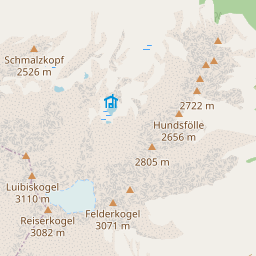 Schmalzkopf
2526 m
2722 m
Hundsfölle
2656 m
2805 m
Luibiskogel
3110 m
Reiserkogel
3082 m
Felderkogel
3071 m